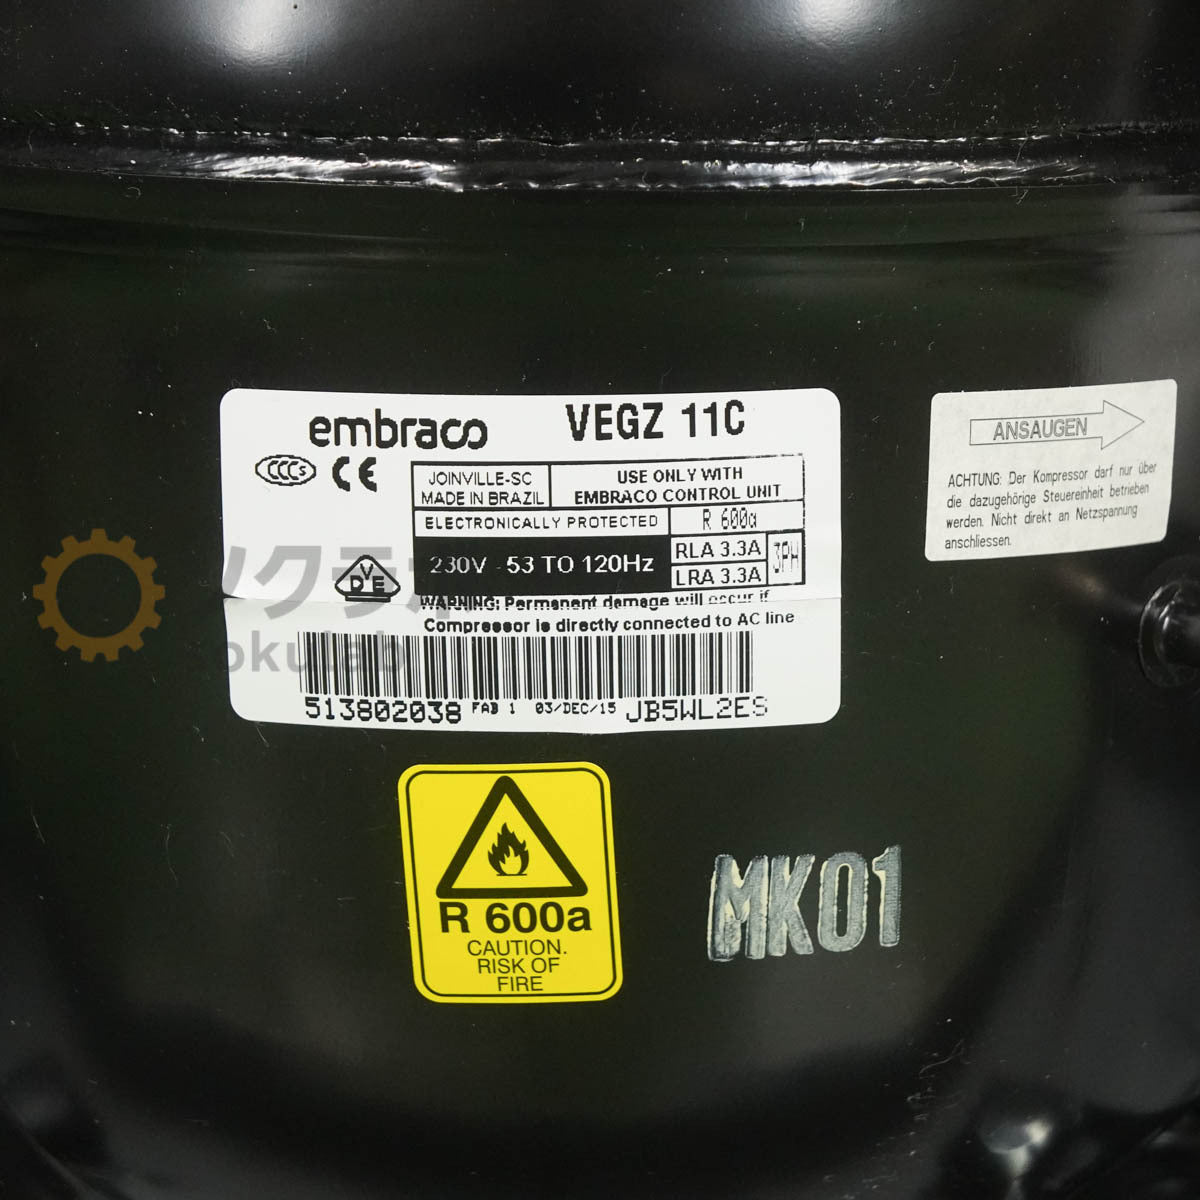 embraco
VEGZ 11C
CCCs CE
JOINVILLE-SC
MADE IN BRAZIL
USE ONLY WITH
EMBRACO CONTROL UNIT
ELECTRONICALLY PROTECTED
R 600a
230V - 53 TO 120Hz
RLA 3.3A
LRA 3.3A
3PH
VDE
WARNING: Permanent damage will occur if
Compressor is directly connected to AC line
513802038 FAB 1 03/DEC/15 JB5WL2ES
ANSAUGEN
ACHTUNG: Der Kompressor darf nur über
die dazugehörige Steuereinheit betrieben
werden. Nicht direkt an Netzspannung
anschliessen.
R 600a
CAUTION.
RISK OF
FIRE
MK01